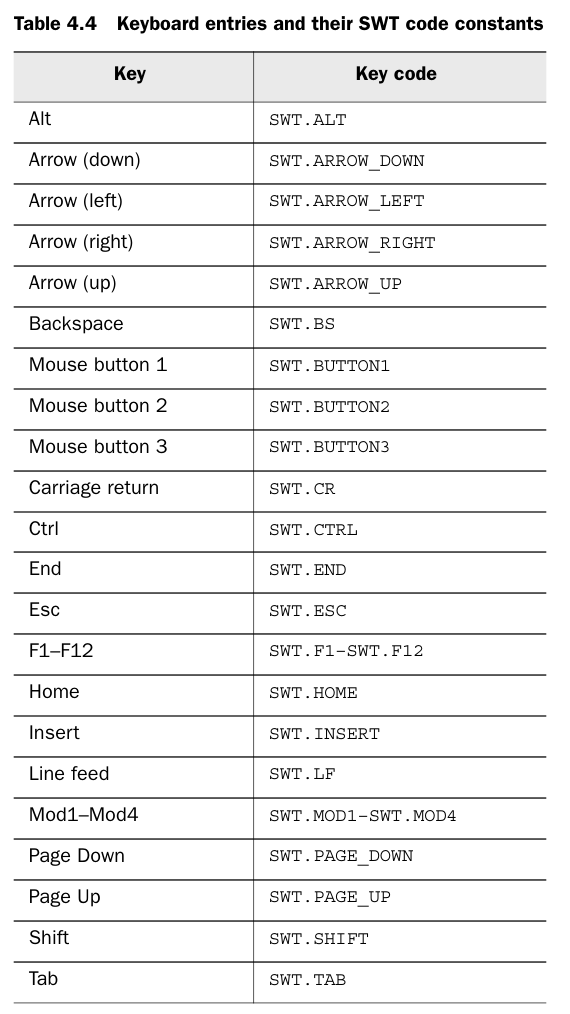 Table 4.4 Keyboard entries and their SWT code constants
Key Key code
Alt SWT.ALT
Arrow (down) SWT.ARROW_DOWN
Arrow (left) SWT.ARROW_LEFT
Arrow (right) SWT.ARROW_RIGHT
Arrow (up) SWT.ARROW_UP
Backspace SWT.BS
Mouse button 1 SWT.BUTTON1
Mouse button 2 SWT.BUTTON2
Mouse button 3 SWT.BUTTON3
Carriage return SWT.CR
Ctrl SWT.CTRL
End SWT.END
Esc SWT.ESC
F1–F12 SWT.F1–SWT.F12
Home SWT.HOME
Insert SWT.INSERT
Line feed SWT.LF
Mod1–Mod4 SWT.MOD1–SWT.MOD4
Page Down SWT.PAGE_DOWN
Page Up SWT.PAGE_UP
Shift SWT.SHIFT
Tab SWT.TAB